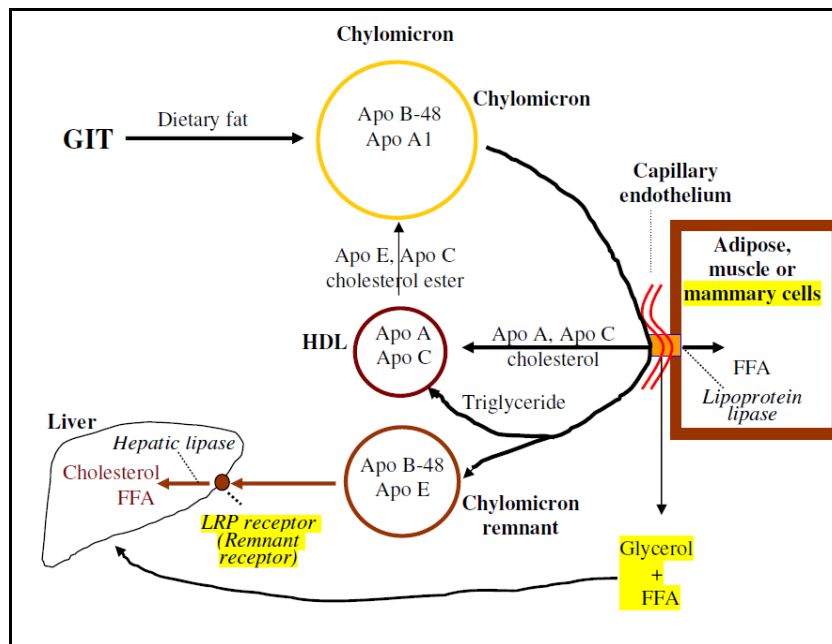 Chylomicron
Chylomicron
Apo B-48
Apo A1
GIT
Dietary fat
Capillary
endothelium
Adipose,
muscle or
mammary cells
Apo E, Apo C
cholesterol ester
HDL
Apo A
Apo C
Apo A, Apo C
cholesterol
FFA
Lipoprotein
lipase
Triglyceride
Liver
Hepatic lipase
Cholesterol
FFA
Apo B-48
Apo E
Chylomicron
remnant
LRP receptor
(Remnant
receptor)
Glycerol
+
FFA